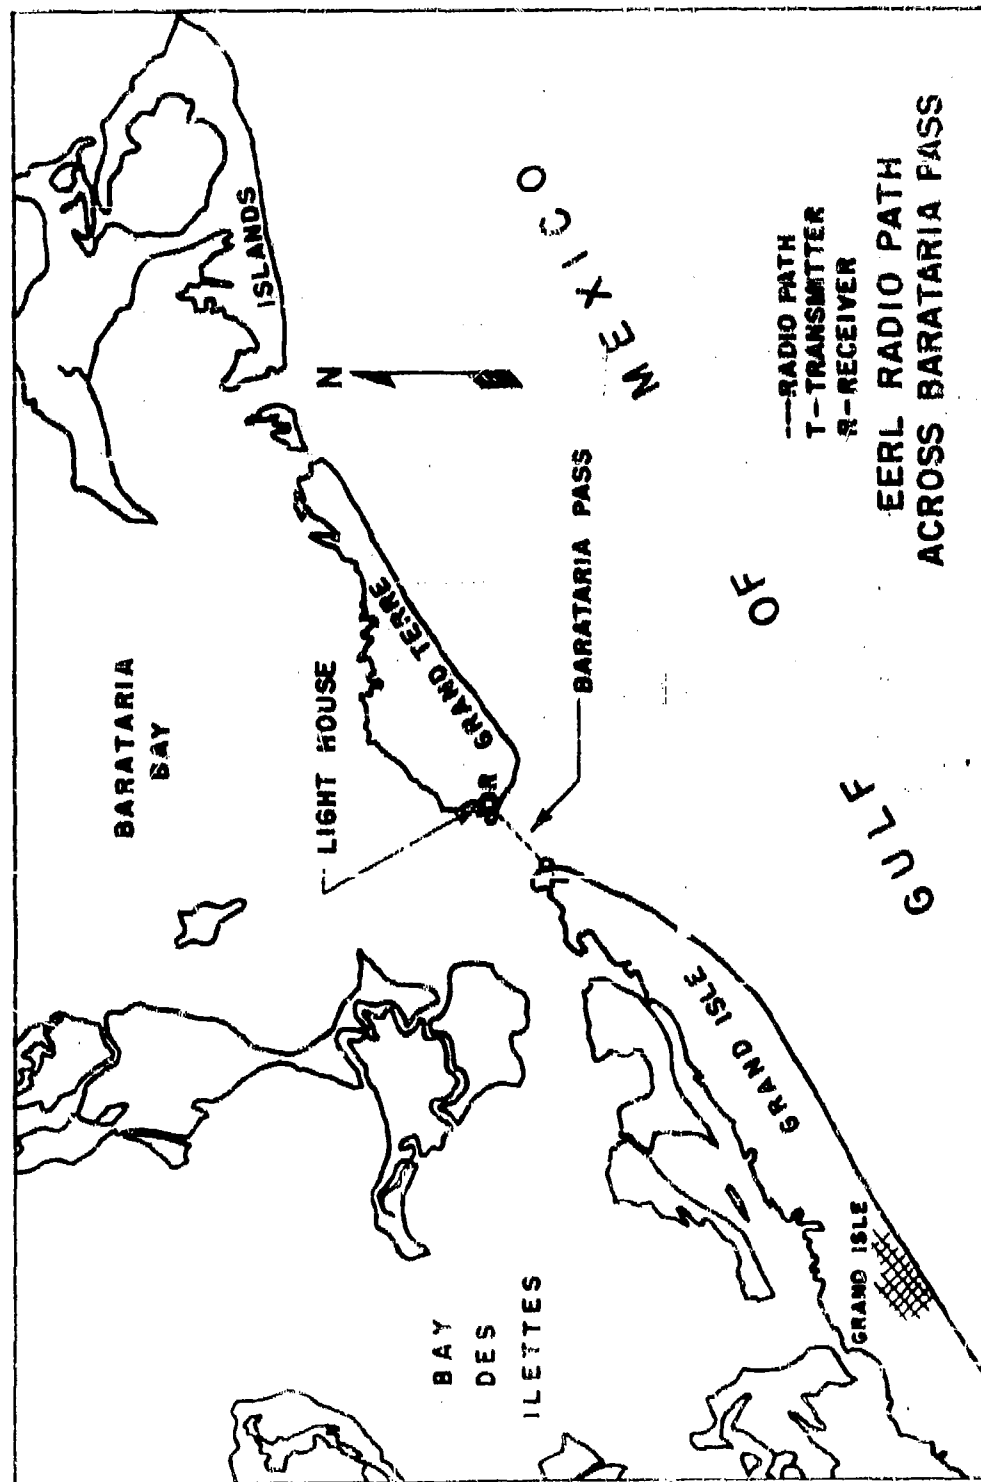 BARATARIA
BAY
ISLANDS
LIGHT HOUSE
N
GRAND TERRE
R
T
BARATARIA PASS
BAY
DES
ILETTES
GRAND ISLE
GRAND ISLE
GULF OF MEXICO
---RADIO PATH
T-TRANSMITTER
R-RECEIVER
EERL RADIO PATH
ACROSS BARATARIA PASS